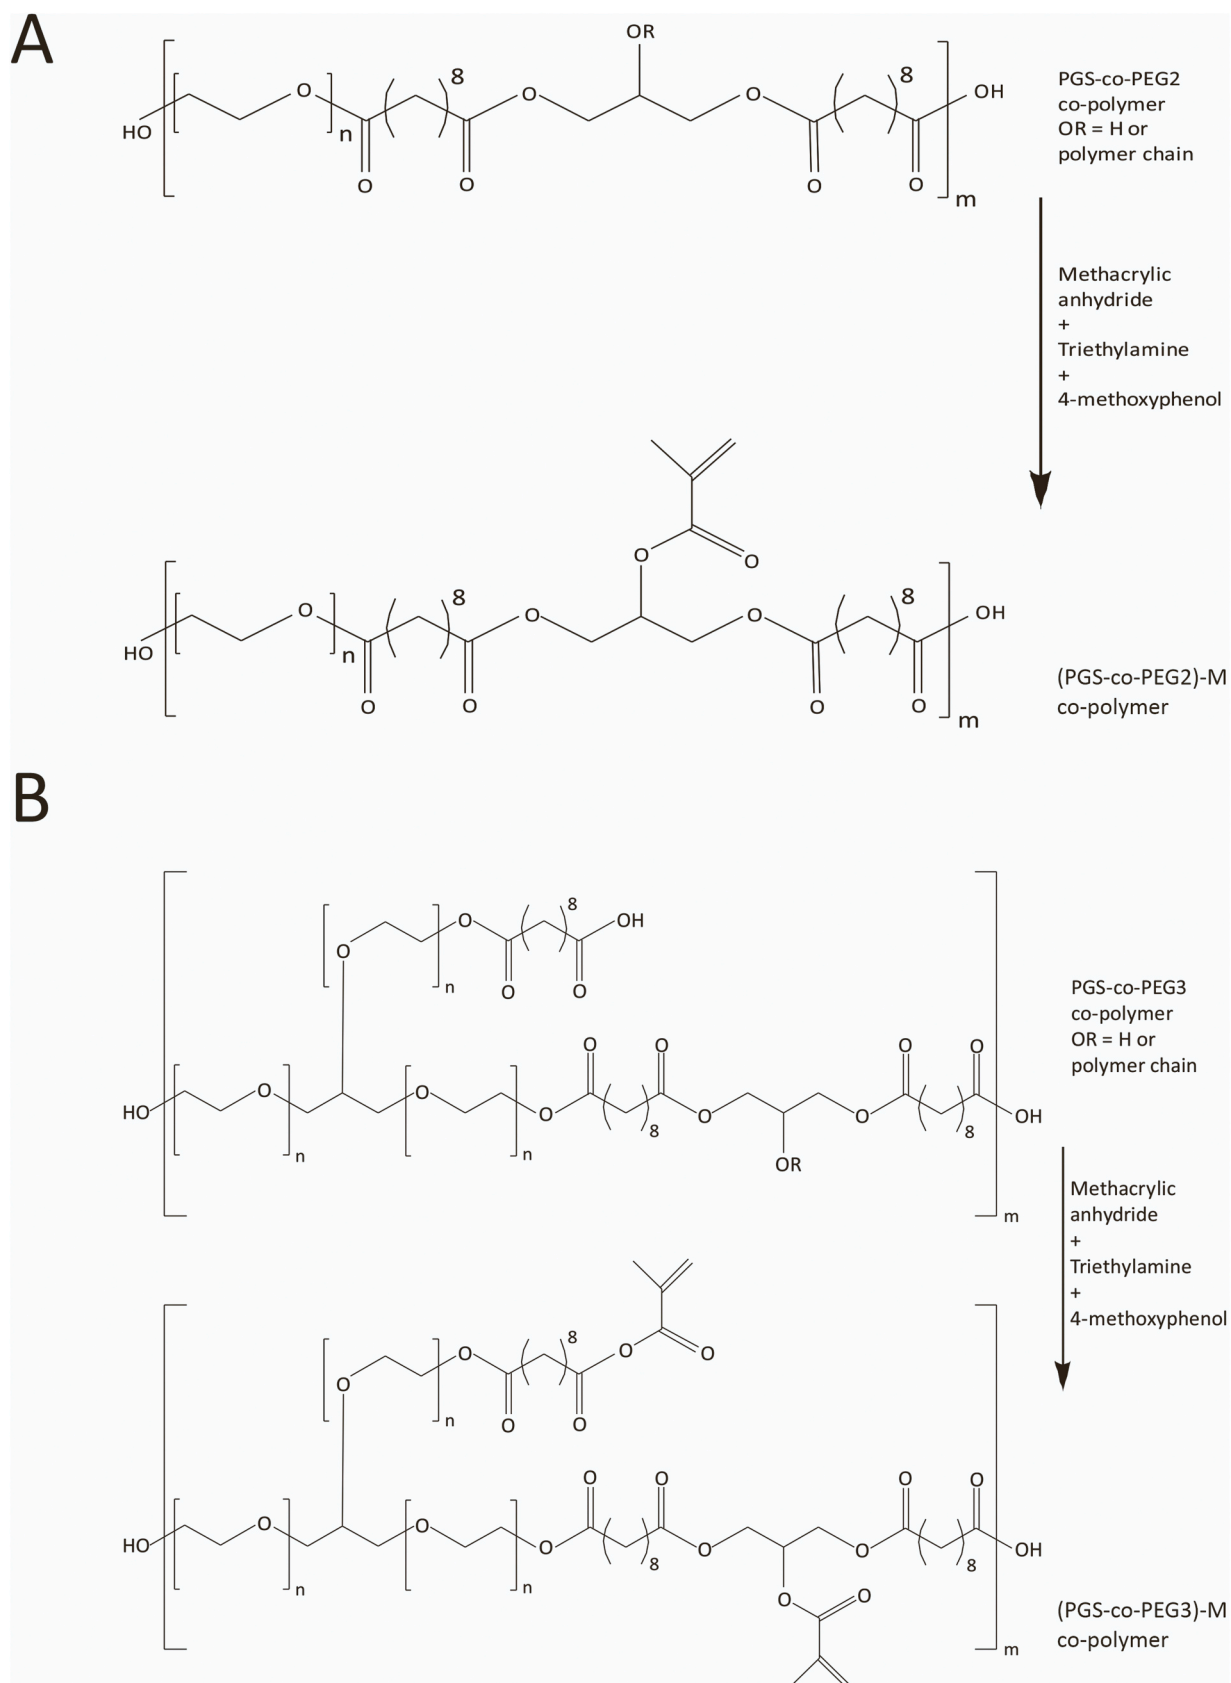 A
OR
8
8
O
O
O
OH
HO
n
O
O
O
O
m
PGS-co-PEG2
co-polymer
OR = H or
polymer chain
Methacrylic
anhydride
+
Triethylamine
+
4-methoxyphenol
O
O
8
8
O
O
O
OH
HO
n
O
O
O
O
m
(PGS-co-PEG2)-M
co-polymer
B
8
O
OH
O
n
O
O
PGS-co-PEG3
co-polymer
OR = H or
polymer chain
O
O
O
O
HO
O
O
O
O
O
OH
8
8
n
n
OR
m
Methacrylic
anhydride
+
Triethylamine
+
4-methoxyphenol
8
O
O
O
O
n
O
O
O
O
O
O
HO
O
O
O
O
O
OH
8
8
n
n
O
O
m
(PGS-co-PEG3)-M
co-polymer